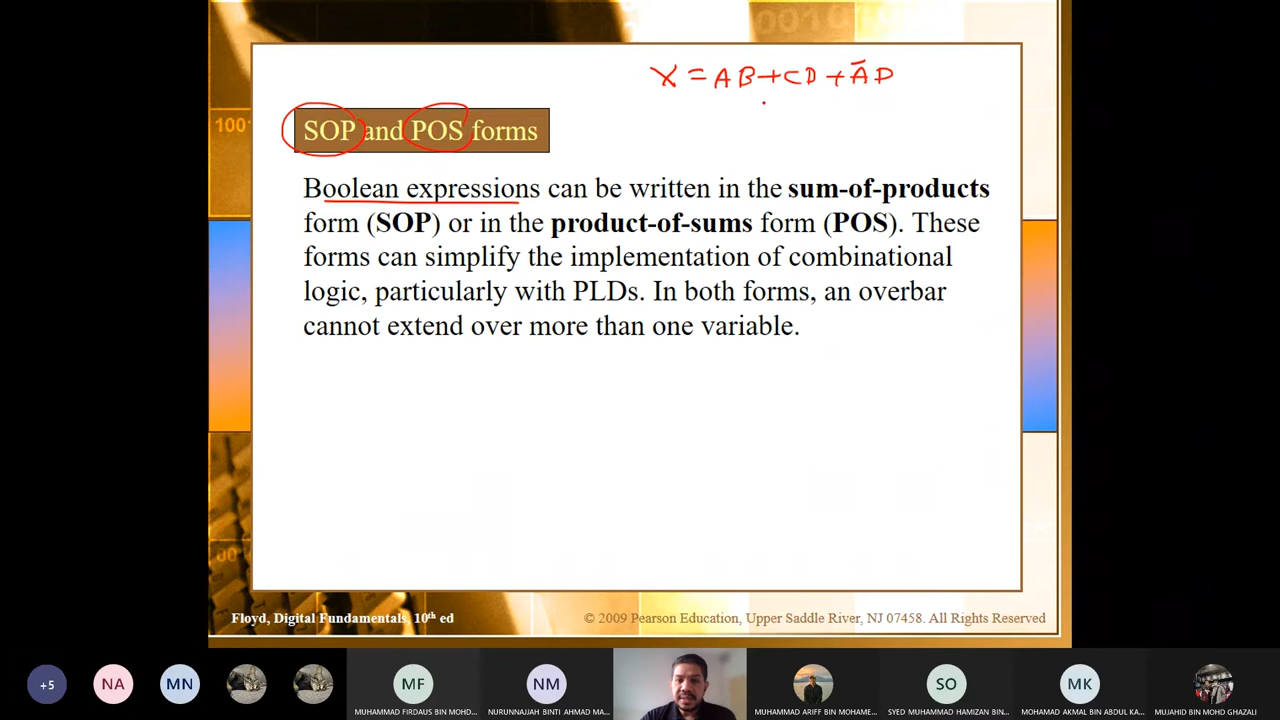 X = AB + CD + A̅D
1001
SOP and POS forms
Boolean expressions can be written in the sum-of-products
form (SOP) or in the product-of-sums form (POS). These
forms can simplify the implementation of combinational
logic, particularly with PLDs. In both forms, an overbar
cannot extend over more than one variable.
Floyd, Digital Fundamentals, 10th ed
© 2009 Pearson Education, Upper Saddle River, NJ 07458. All Rights Reserved
+5
NA
MN
MF
NM
SO
MK
MUHAMMAD FIRDAUS BIN MOHD...
NURUNNAJJAH BINTI AHMAD MA...
MUHAMMAD ARIFF BIN MOHAME...
SYED MUHAMMAD HAMIZAN BIN...
MOHAMAD AKMAL BIN ABDUL KA...
MUJAHID BIN MOHD GHAZALI